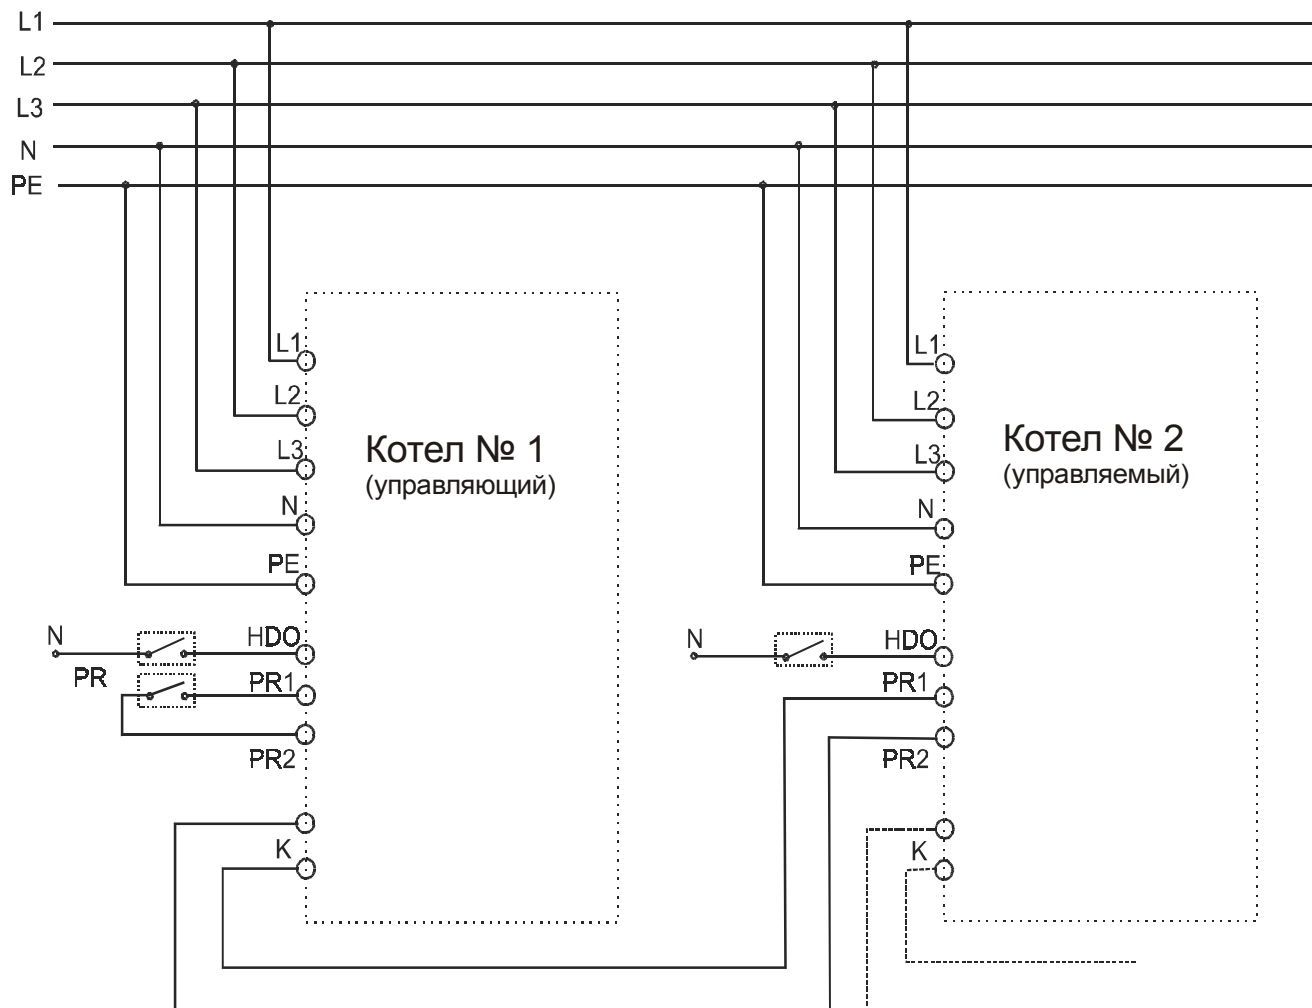 L1
L2
L3
N
PE
L1
L2
L3
N
PE
Котел № 1
(управляющий)
N
HDO
PR
PR1
PR2
K
L1
L2
L3
N
PE
Котел № 2
(управляемый)
N
HDO
PR1
PR2
K